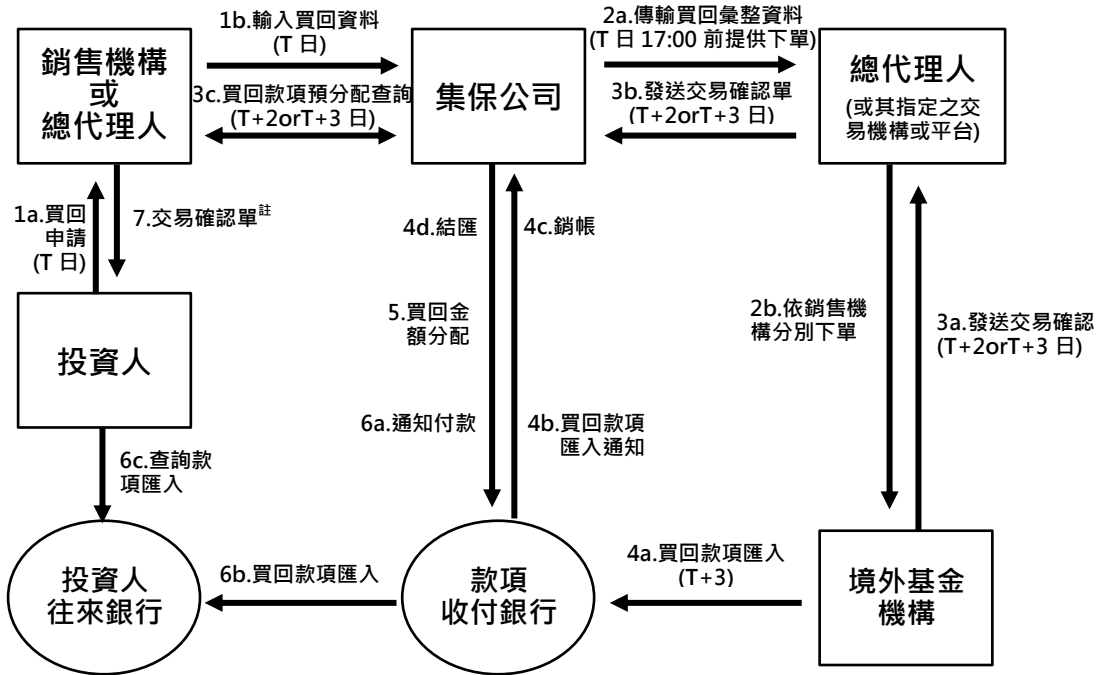 銷售機構
或
總代理人
1b.輸入買回資料
(T 日)
3c.買回款項預分配查詢
(T+2orT+3 日)
集保公司
2a.傳輸買回彙整資料
(T 日 17:00 前提供下單)
3b.發送交易確認單
(T+2orT+3 日)
總代理人
(或其指定之交
易機構或平台)
1a.買回
申請
(T 日)
7.交易確認單註
投資人
4d.結匯
4c.銷帳
5.買回金
額分配
6a.通知付款
4b.買回款項
匯入通知
2b.依銷售機
構分別下單
3a.發送交易確認
(T+2orT+3 日)
6c.查詢款
項匯入
投資人
往來銀行
6b.買回款項匯入
款項
收付銀行
4a.買回款項匯入
(T+3)
境外基金
機構